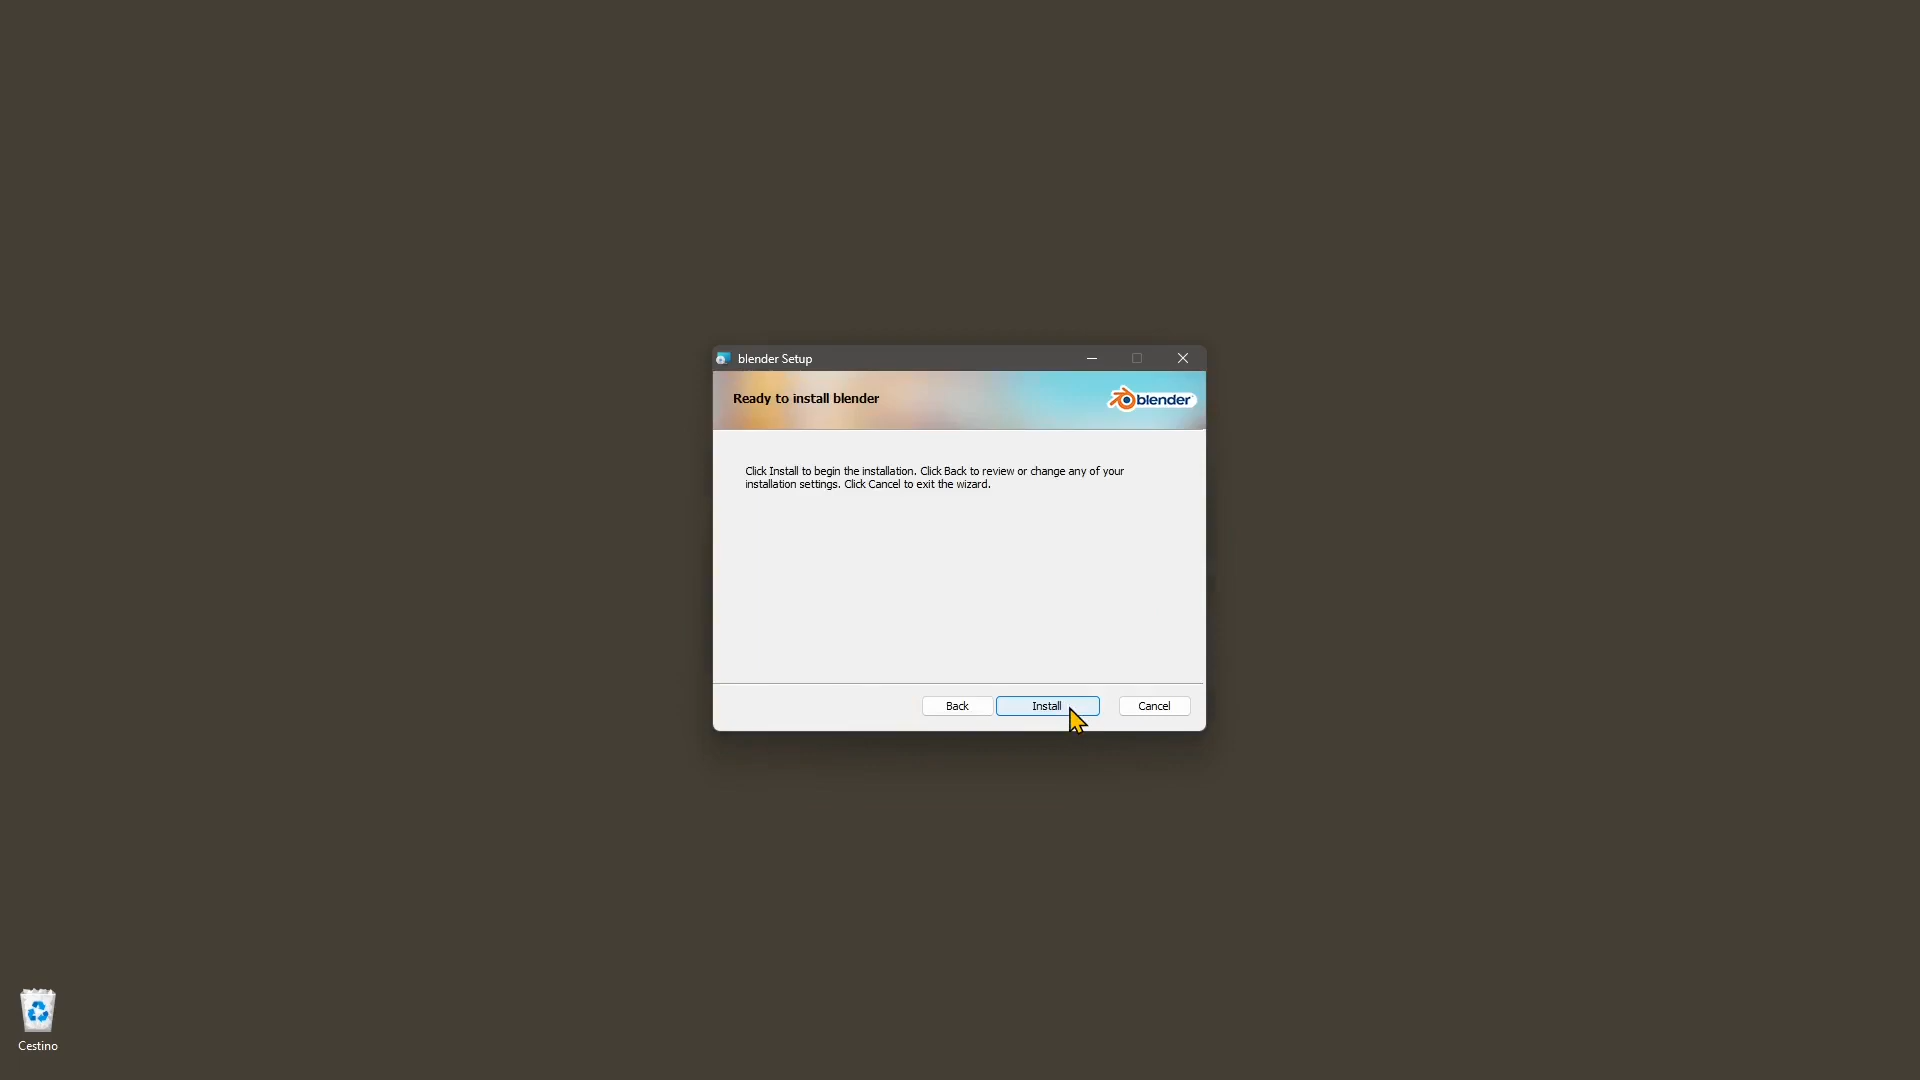 blender Setup
Ready to install blender
blender
Click Install to begin the installation. Click Back to review or change any of your
installation settings. Click Cancel to exit the wizard.
Back
Install
Cancel
Cestino